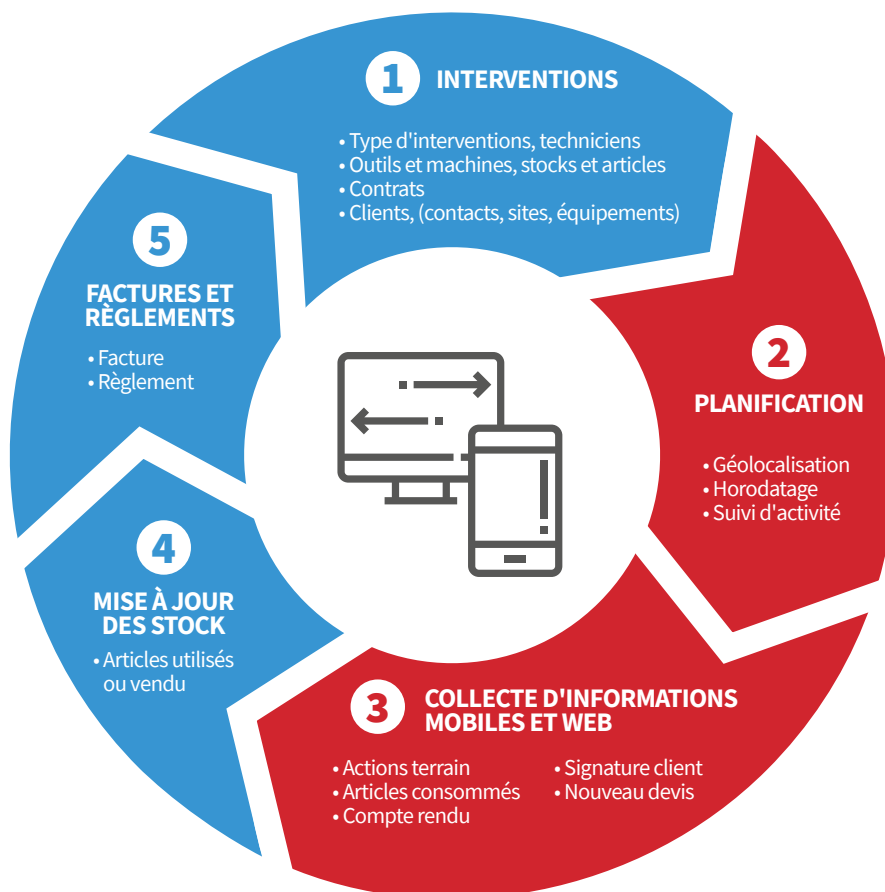 1 INTERVENTIONS
• Type d'interventions, techniciens
• Outils et machines, stocks et articles
• Contrats
• Clients, (contacts, sites, équipements)
2
PLANIFICATION
• Géolocalisation
• Horodatage
• Suivi d'activité
3 COLLECTE D'INFORMATIONS
MOBILES ET WEB
• Actions terrain
• Articles consommés
• Compte rendu
• Signature client
• Nouveau devis
4
MISE À JOUR
DES STOCK
• Articles utilisés
ou vendu
5
FACTURES ET
RÈGLEMENTS
• Facture
• Règlement